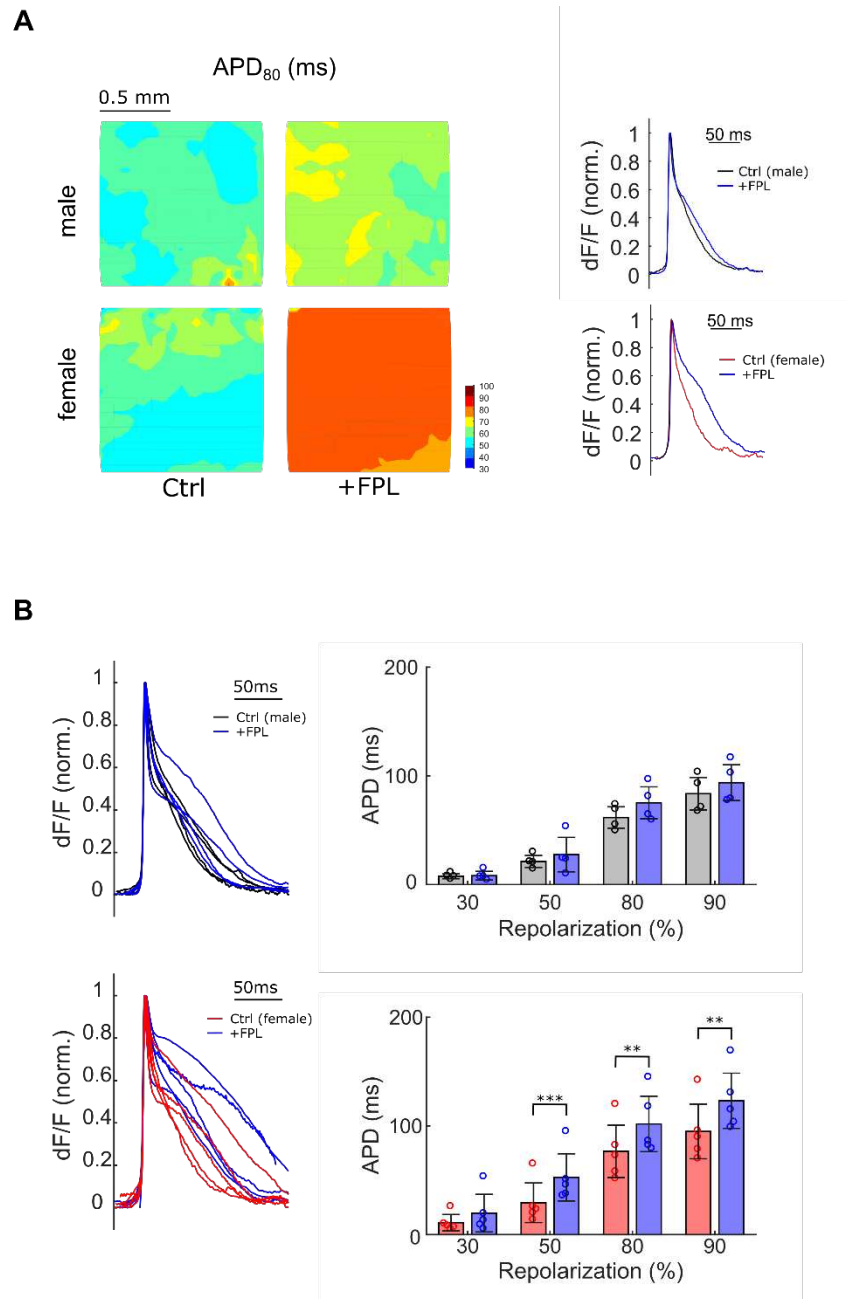 A
APD80 (ms)
0.5 mm
male
female
Ctrl
+FPL
100
90
80
70
60
50
40
30
dF/F (norm.)
1
0.8
0.6
0.4
0.2
0
50 ms
Ctrl (male)
+FPL
dF/F (norm.)
1
0.8
0.6
0.4
0.2
0
50 ms
Ctrl (female)
+FPL
B
dF/F (norm.)
1
0.8
0.6
0.4
0.2
0
50ms
Ctrl (male)
+FPL
APD (ms)
200
100
0
30 50 80 90
Repolarization (%)
dF/F (norm.)
1
0.8
0.6
0.4
0.2
0
50ms
Ctrl (female)
+FPL
APD (ms)
200
100
0
***
**
**
30 50 80 90
Repolarization (%)